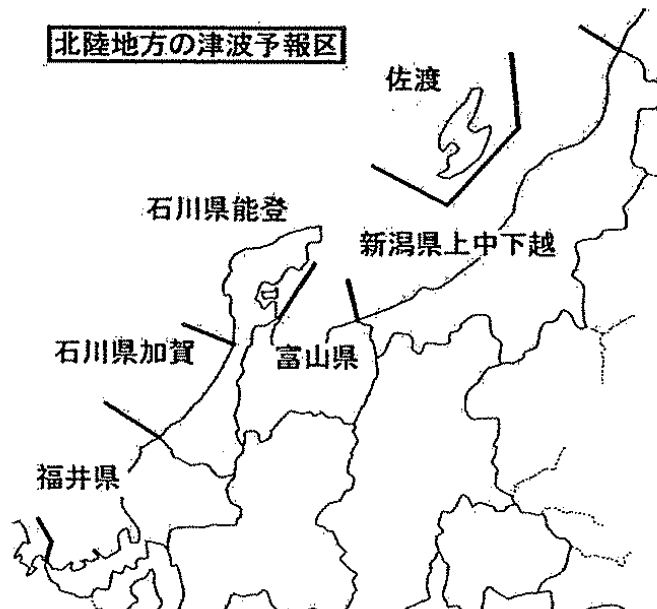 北陸地方の津波予報区
佐渡
石川県能登
新潟県上中下越
石川県加賀
富山県
福井県